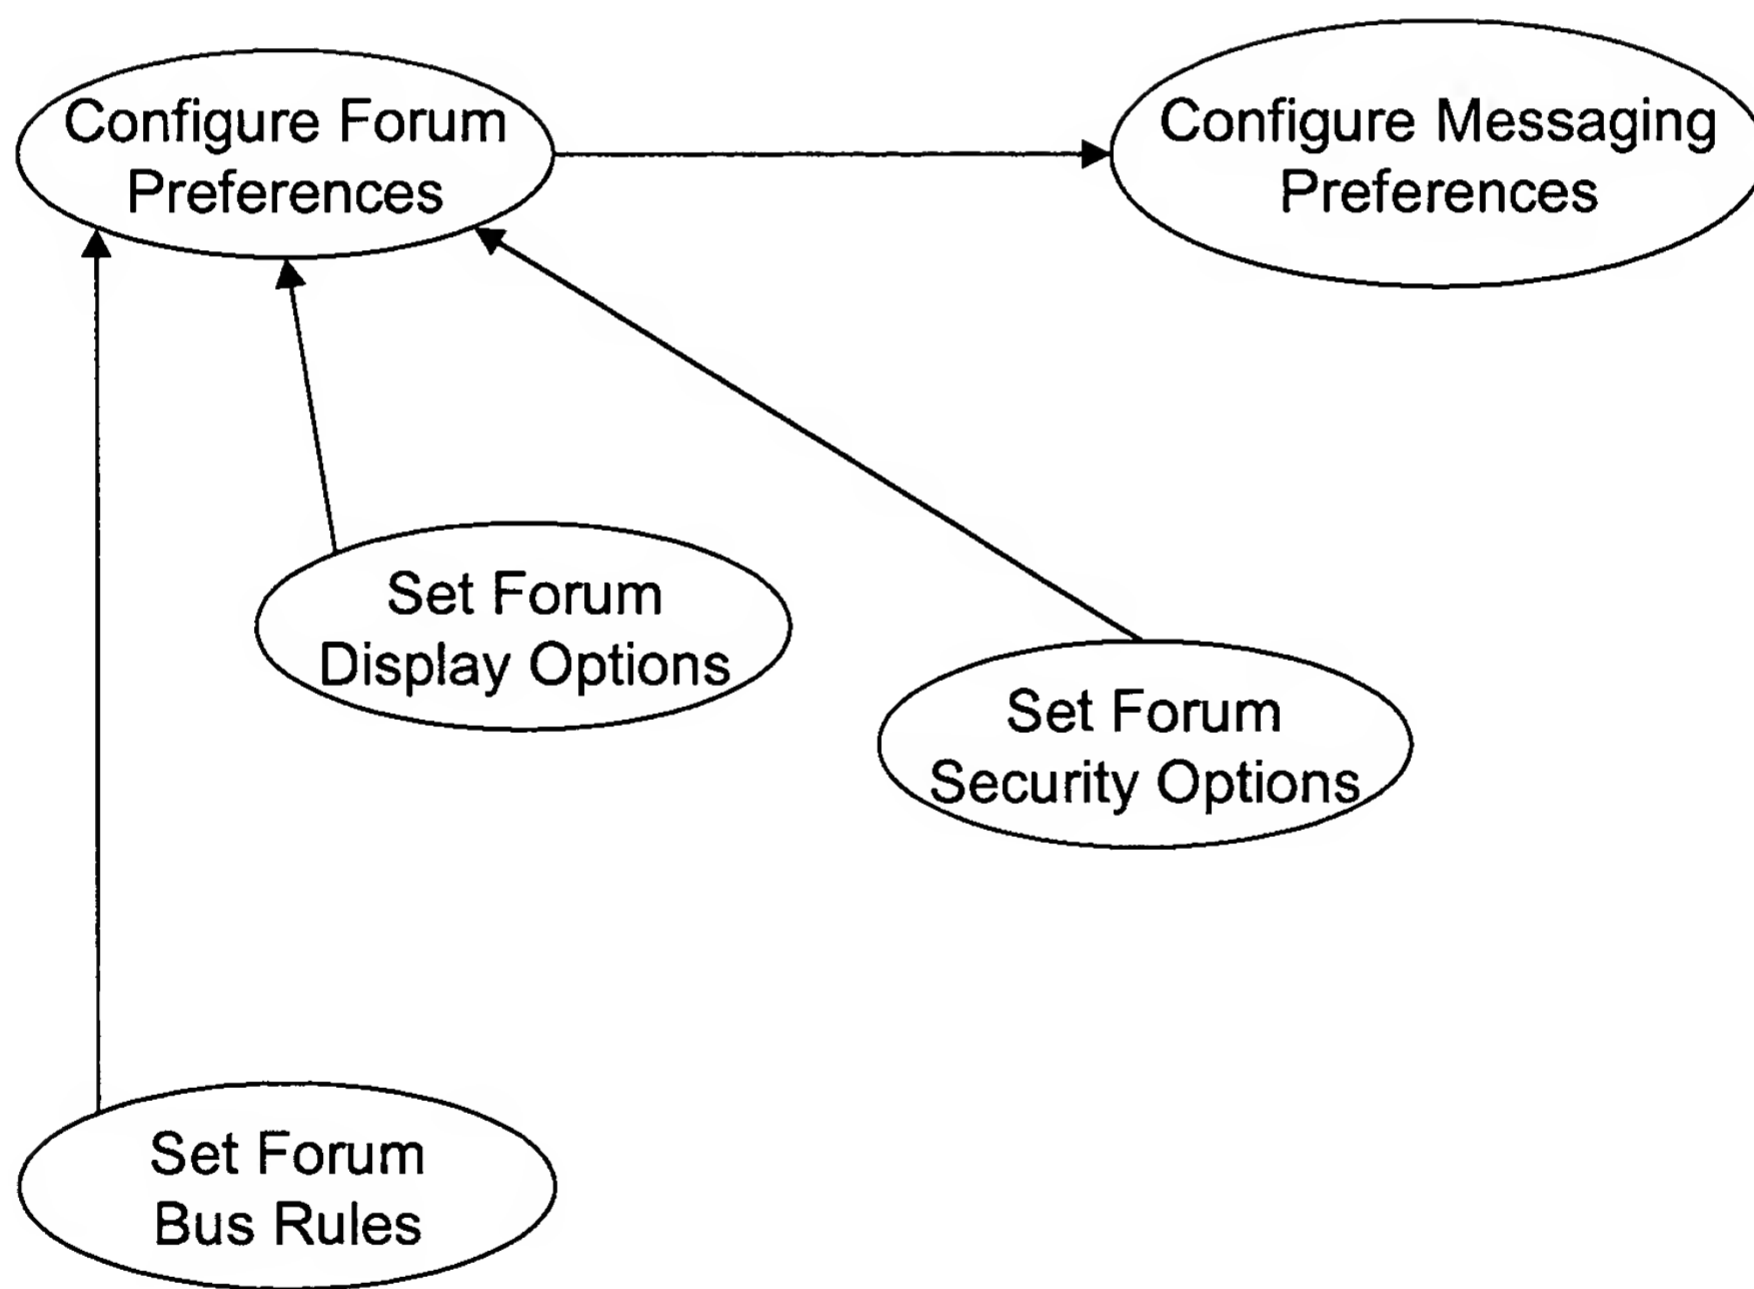 Configure Forum
Preferences
Configure Messaging
Preferences
Set Forum
Display Options
Set Forum
Security Options
Set Forum
Bus Rules